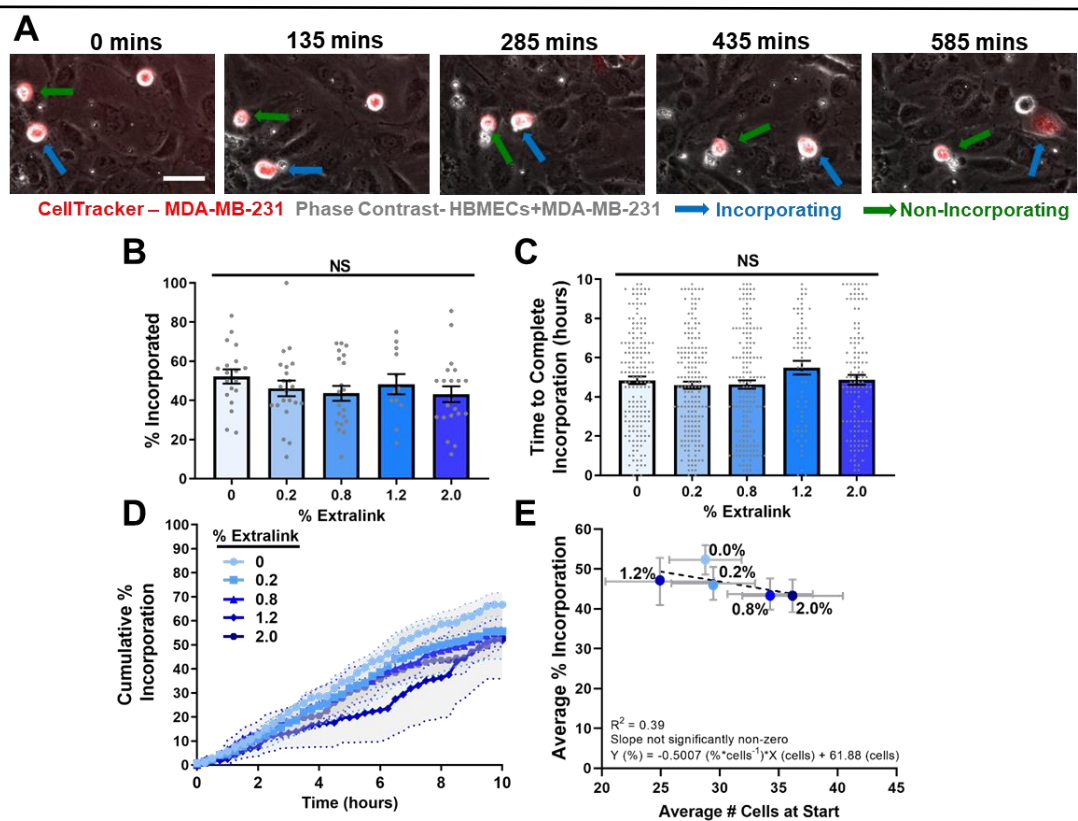 A
0 mins 135 mins 285 mins 435 mins 585 mins
CellTracker – MDA-MB-231 Phase Contrast- HBMECs+MDA-MB-231 Incorporating Non-Incorporating
B
NS
% Incorporated
100
80
60
40
20
0
0 0.2 0.8 1.2 2.0
% Extralink
C
NS
Time to Complete
Incorporation (hours)
10
8
6
4
2
0
0 0.2 0.8 1.2 2.0
% Extralink
D
Cumulative %
Incorporation
100
90
80
70
60
50
40
30
20
10
0
% Extralink
0
0.2
0.8
1.2
2.0
0 2 4 6 8 10
Time (hours)
E
Average % Incorporation
60
50
40
30
20
10
0
0.0%
1.2%
0.2%
0.8%
2.0%
R² = 0.39
Slope not significantly non-zero
Y (%) = -0.5007 (%*cells⁻¹)*X (cells) + 61.88 (cells)
20 25 30 35 40 45
Average # Cells at Start